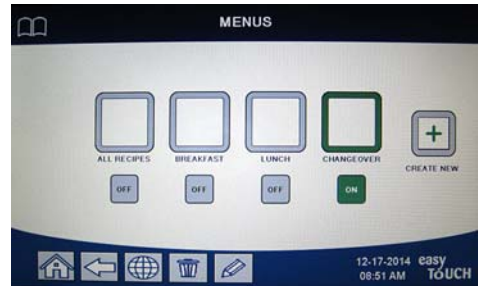 MENUS
ALL RECIPES BREAKFAST LUNCH CHANGEOVER CREATE NEW
OFF OFF OFF ON
12-17-2014 easy
08:51 AM TOUCH